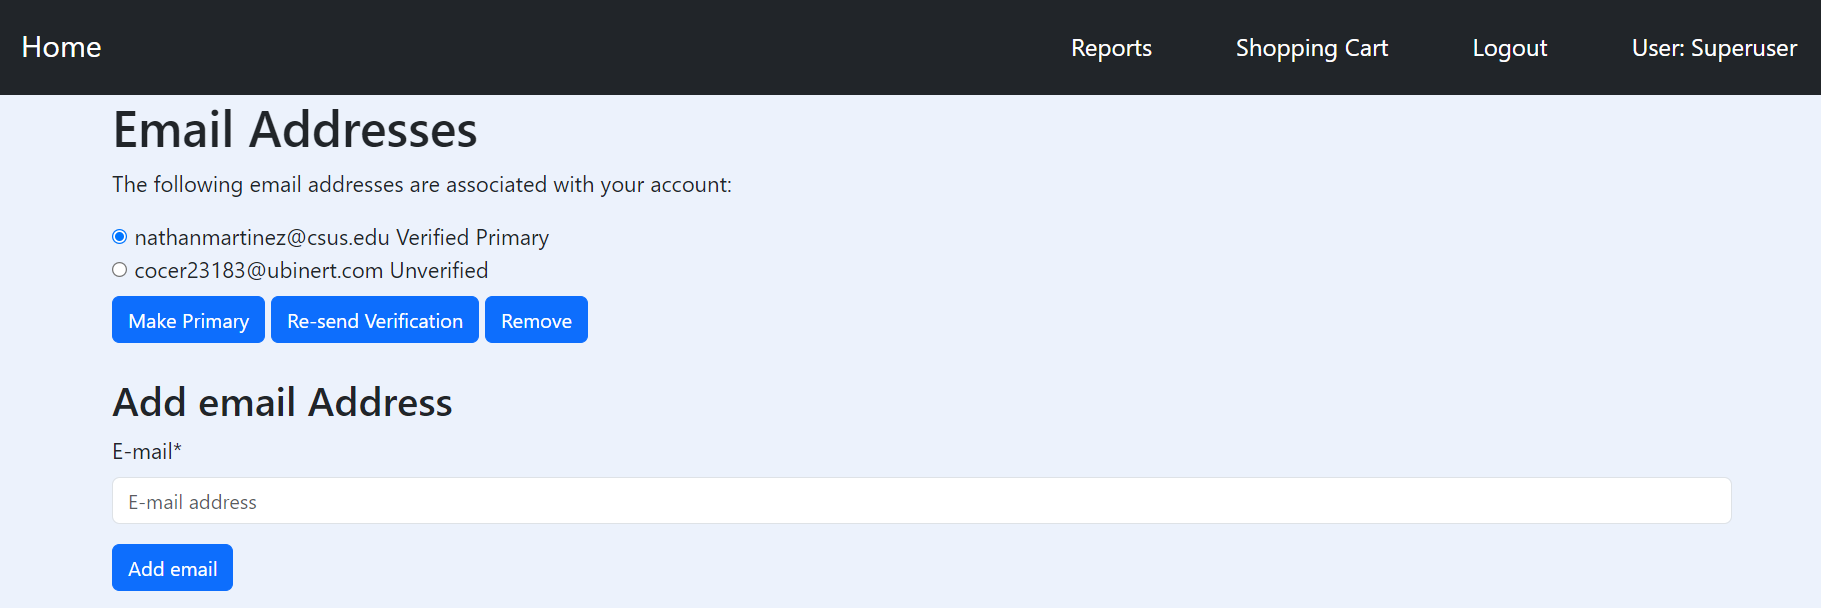 Home Reports Shopping Cart Logout User: Superuser
Email Addresses
The following email addresses are associated with your account:
nathanmartinez@csus.edu Verified Primary
cocer23183@ubinert.com Unverified
Make Primary Re-send Verification Remove
Add email Address
E-mail*
E-mail address
Add email